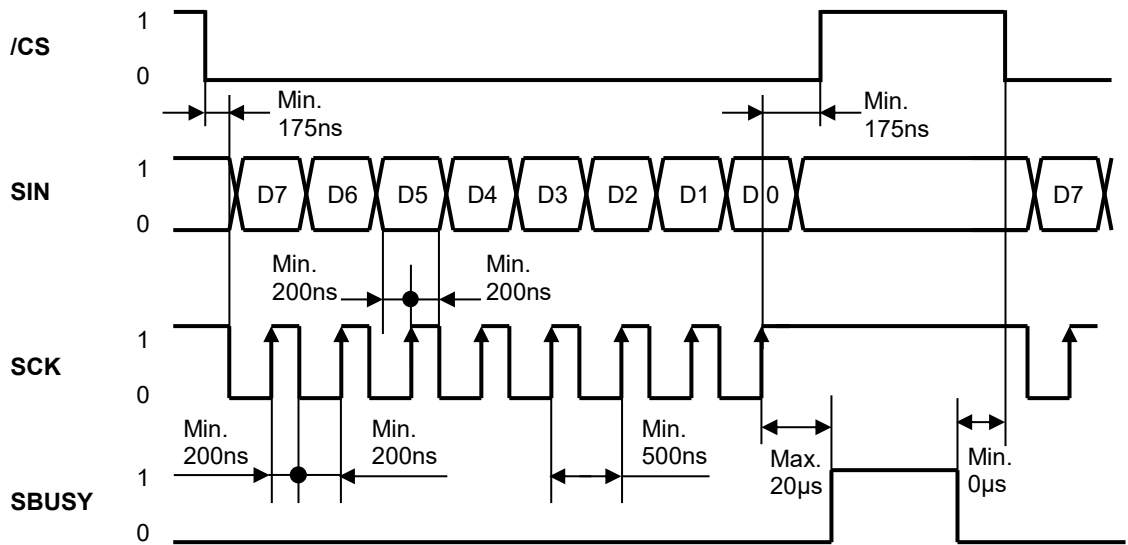 /CS
1
0
Min.
175ns
Min.
175ns
SIN
1
0
D7
D6
D5
D4
D3
D2
D1
D0
D7
Min.
200ns
Min.
200ns
SCK
1
0
Min.
200ns
Min.
200ns
Min.
500ns
Max.
20µs
Min.
0µs
SBUSY
1
0